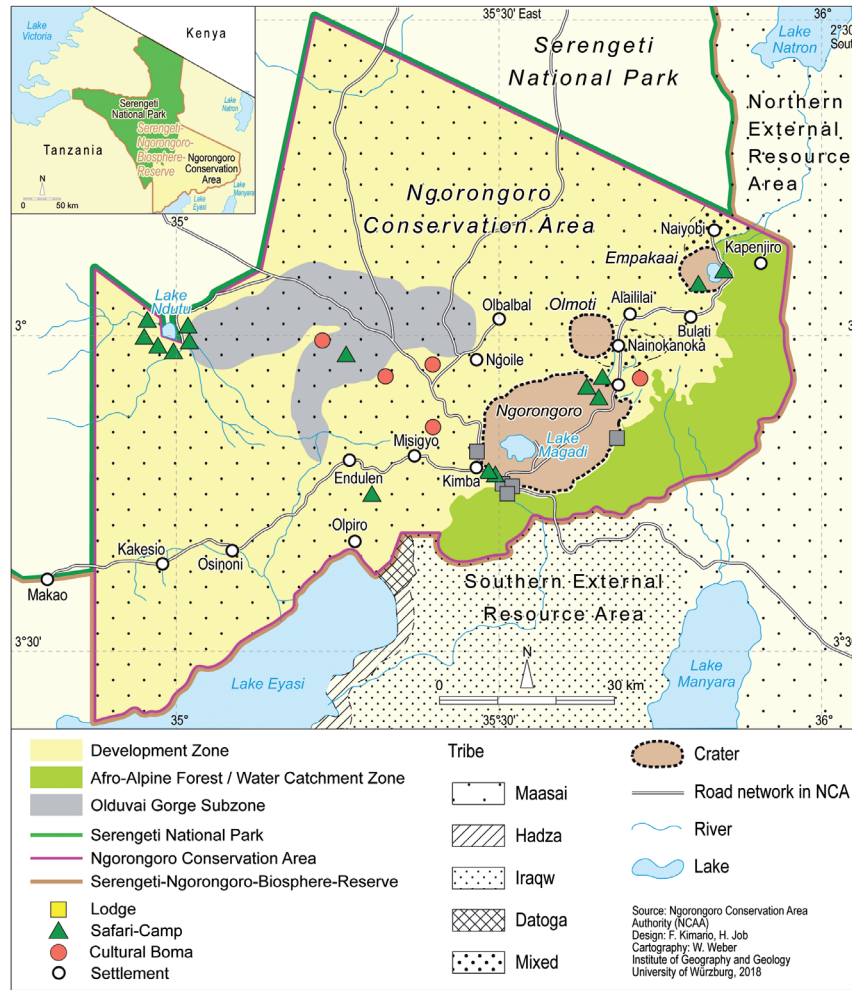 Lake
Victoria
Kenya
Serengeti
National Park
Serengeti-
Ngorongoro-
Biosphere-
Reserve
Lake
Natron
Tanzania
Ngorongoro
Conservation
Area
Lake
Eyasi
Lake
Manyara
N
0 50 km
35°30' East
36°
2°30'
South
Lake
Natron
Serengeti
National Park
Northern
External
Resource
Area
35°
Ngorongoro
Conservation Area
Naiyobi
Kapenjiro
Empakaai
Lake
Ndutu
Olbalbal
Olmoti
Alaililai
Bulati
3°
3°
Nainokanoka
Ngoile
Ngorongoro
Lake
Magadi
Misigyo
Endulen
Kimba
Olpiro
Kakesio
Osinoni
Makao
Southern External
Resource Area
N
0 30 km
3°30'
3°30'
Lake Eyasi
Lake
Manyara
35°
35°30'
36°
Development Zone
Afro-Alpine Forest / Water Catchment Zone
Olduvai Gorge Subzone
Serengeti National Park
Ngorongoro Conservation Area
Serengeti-Ngorongoro-Biosphere-Reserve
Lodge
Safari-Camp
Cultural Boma
Settlement
Tribe
Maasai
Hadza
Iraqw
Datoga
Mixed
Crater
Road network in NCA
River
Lake
Source: Ngorongoro Conservation Area
Authority (NCAA)
Design: F. Kimario, H. Job
Cartography: W. Weber
Institute of Geography and Geology
University of Würzburg, 2018